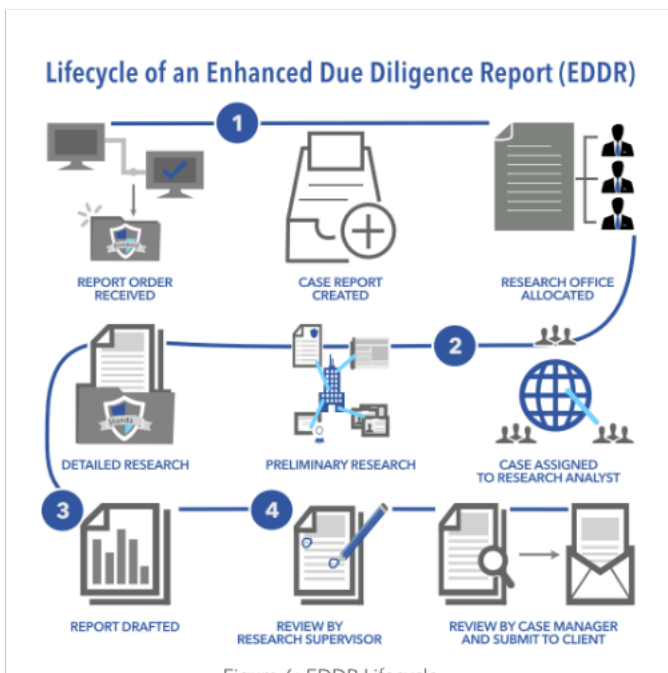 Lifecycle of an Enhanced Due Diligence Report (EDDR)
1
REPORT ORDER
RECEIVED
CASE REPORT
CREATED
RESEARCH OFFICE
ALLOCATED
2
DETAILED RESEARCH
PRELIMINARY RESEARCH
CASE ASSIGNED
TO RESEARCH ANALYST
3
4
REPORT DRAFTED
REVIEW BY
RESEARCH SUPERVISOR
REVIEW BY CASE MANAGER
AND SUBMIT TO CLIENT
EDDR Lifecycle